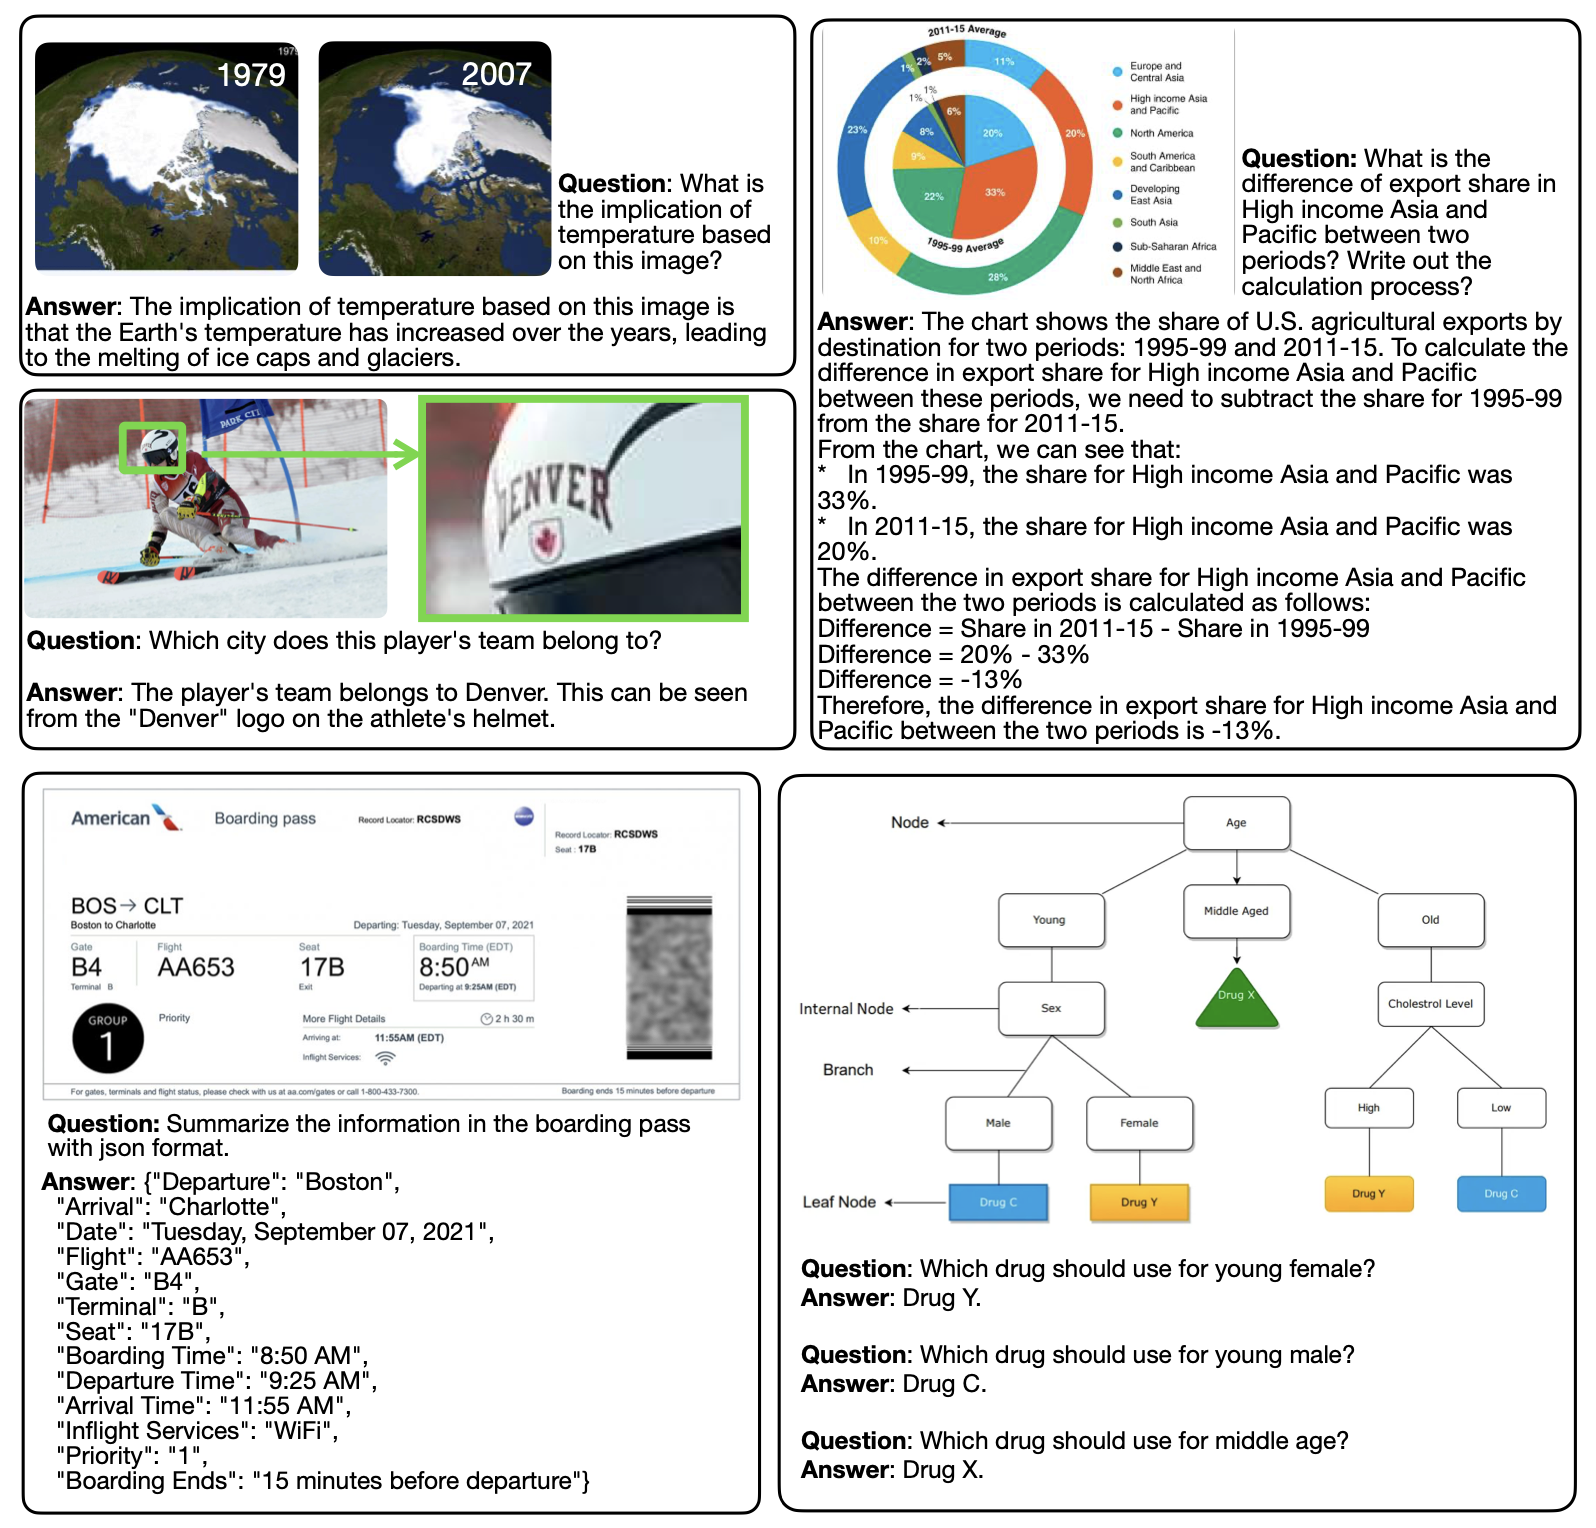 1979
1979
2007
Question: What is
the implication of
temperature based
on this image?
Answer: The implication of temperature based on this image is
that the Earth's temperature has increased over the years, leading
to the melting of ice caps and glaciers.
PARK CIT
DENVER
Question: Which city does this player's team belong to?
Answer: The player's team belongs to Denver. This can be seen
from the "Denver" logo on the athlete's helmet.
2011-15 Average
11%
20%
28%
10%
23%
1%
2%
5%
20%
33%
22%
9%
8%
1%
1%
6%
1995-99 Average
Europe and
Central Asia
High income Asia
and Pacific
North America
South America
and Caribbean
Developing
East Asia
South Asia
Sub-Saharan Africa
Middle East and
North Africa
Question: What is the
difference of export share in
High income Asia and
Pacific between two
periods? Write out the
calculation process?
Answer: The chart shows the share of U.S. agricultural exports by
destination for two periods: 1995-99 and 2011-15. To calculate the
difference in export share for High income Asia and Pacific
between these periods, we need to subtract the share for 1995-99
from the share for 2011-15.
From the chart, we can see that:
* In 1995-99, the share for High income Asia and Pacific was
33%.
* In 2011-15, the share for High income Asia and Pacific was
20%.
The difference in export share for High income Asia and Pacific
between the two periods is calculated as follows:
Difference = Share in 2011-15 - Share in 1995-99
Difference = 20% - 33%
Difference = -13%
Therefore, the difference in export share for High income Asia and
Pacific between the two periods is -13%.
American
Boarding pass
Record Locator: RCSDWS
Record Locator: RCSDWS
Seat : 17B
BOS→ CLT
Boston to Charlotte
Departing: Tuesday, September 07, 2021
Gate
B4
Terminal B
Flight
AA653
Seat
17B
Exit
Boarding Time (EDT)
8:50 AM
Departing at 9:25AM (EDT)
GROUP
1
Priority
More Flight Details
2 h 30 m
Arriving at:
11:55AM (EDT)
Inflight Services:
For gates, terminals and flight status, please check with us at aa.com/gates or call 1-800-433-7300.
Boarding ends 15 minutes before departure
Question: Summarize the information in the boarding pass
with json format.
Answer: {"Departure": "Boston",
"Arrival": "Charlotte",
"Date": "Tuesday, September 07, 2021",
"Flight": "AA653",
"Gate": "B4",
"Terminal": "B",
"Seat": "17B",
"Boarding Time": "8:50 AM",
"Departure Time": "9:25 AM",
"Arrival Time": "11:55 AM",
"Inflight Services": "WiFi",
"Priority": "1",
"Boarding Ends": "15 minutes before departure"}
Node
Age
Young
Middle Aged
Old
Drug X
Internal Node
Sex
Cholestrol Level
Branch
Male
Female
High
Low
Leaf Node
Drug C
Drug Y
Drug Y
Drug C
Question: Which drug should use for young female?
Answer: Drug Y.
Question: Which drug should use for young male?
Answer: Drug C.
Question: Which drug should use for middle age?
Answer: Drug X.